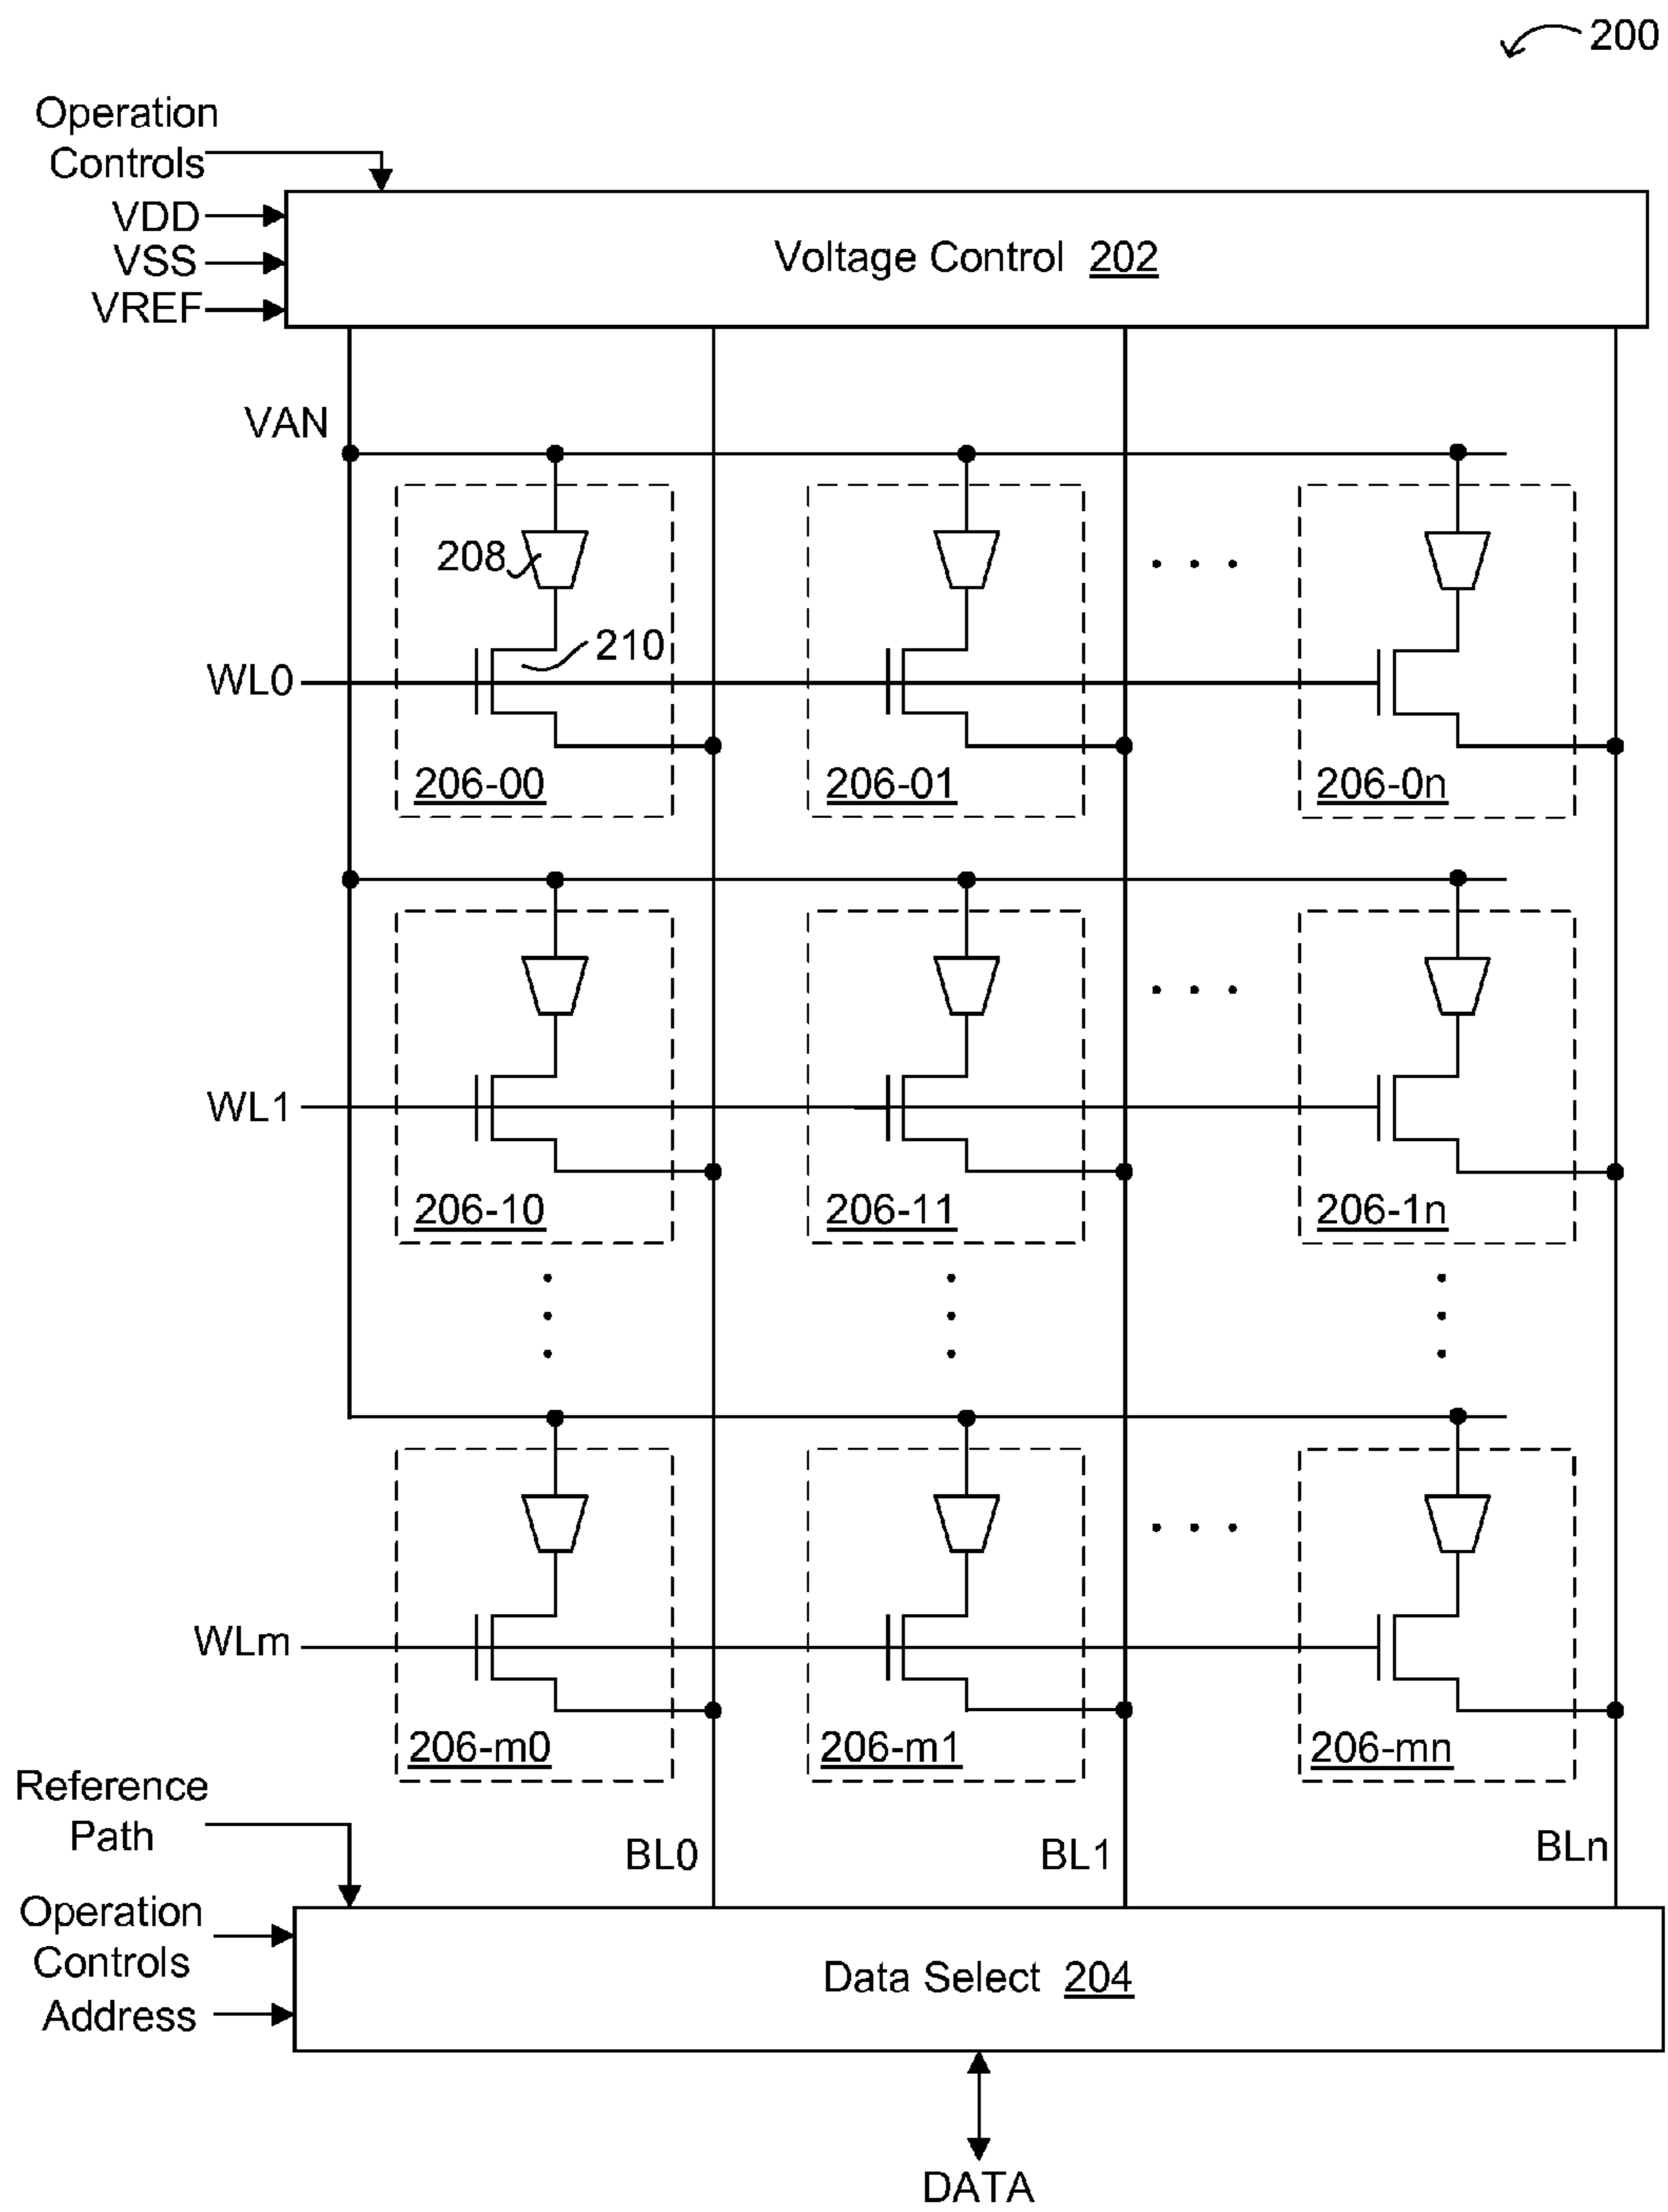 200
Operation
Controls
VDD
VSS
VREF
Voltage Control 202
VAN
208
210
WL0
206-00
206-01
206-0n
WL1
206-10
206-11
206-1n
WLm
206-m0
206-m1
206-mn
Reference
Path
BL0
BL1
BLn
Operation
Controls
Address
Data Select 204
DATA